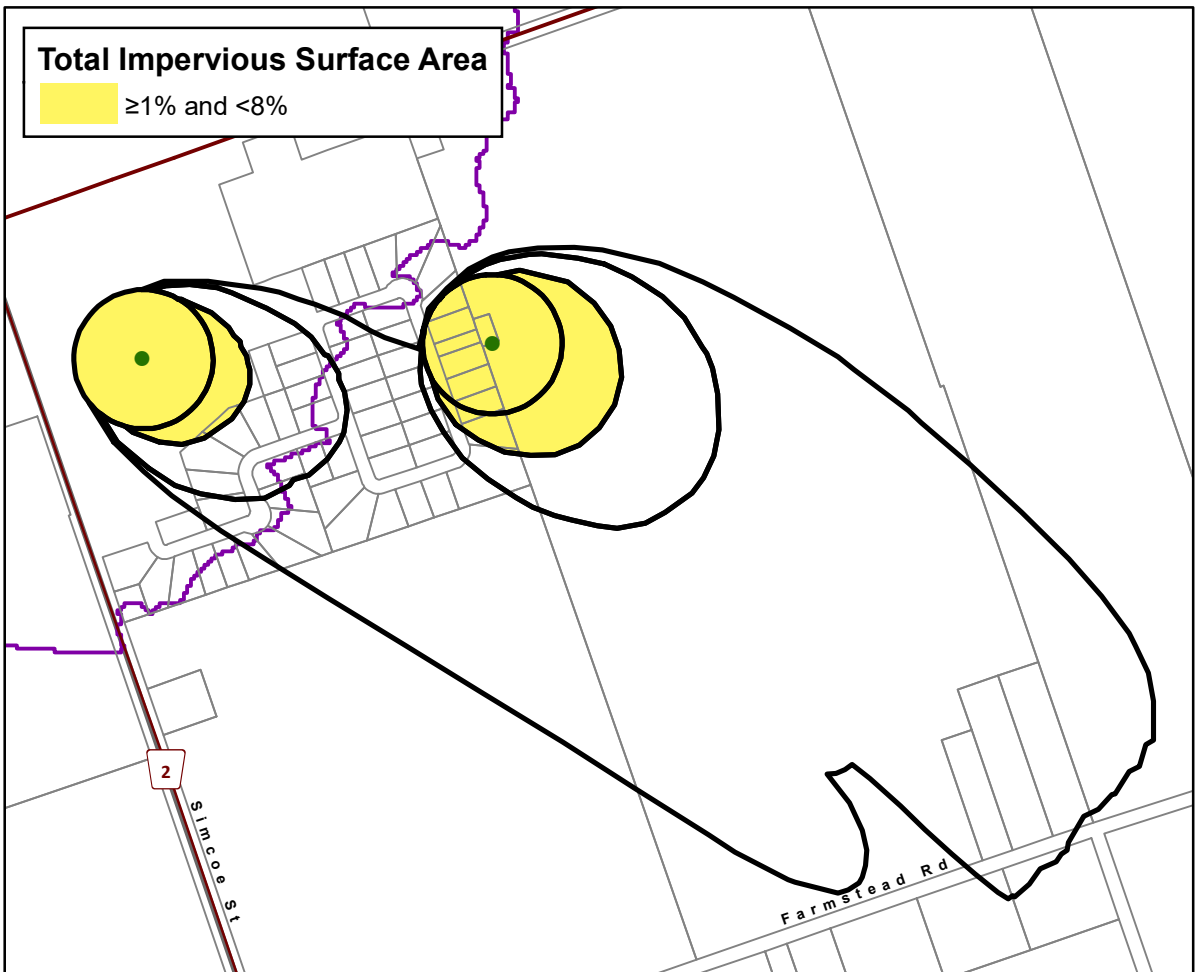 Total Impervious Surface Area
≥1% and <8%
2
Simcoe St
Farmstead Rd